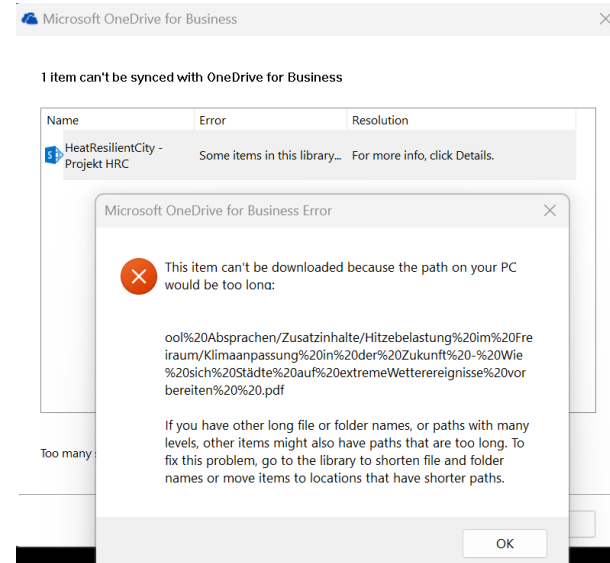 Microsoft OneDrive for Business
1 item can't be synced with OneDrive for Business
Name Error Resolution
HeatResilientCity - Projekt HRC Some items in this library... For more info, click Details.
Microsoft OneDrive for Business Error
This item can't be downloaded because the path on your PC
would be too long:
ool%20Absprachen/Zusatzinhalte/Hitzebelastung%20im%20Fre
iraum/Klimaanpassung%20in%20der%20Zukunft%20-%20Wie
%20sich%20Städte%20auf%20extremeWetterereignisse%20vor
bereiten%20%20.pdf
If you have other long file or folder names, or paths with many
levels, other items might also have paths that are too long. To
fix this problem, go to the library to shorten file and folder
names or move items to locations that have shorter paths.
Too many
OK